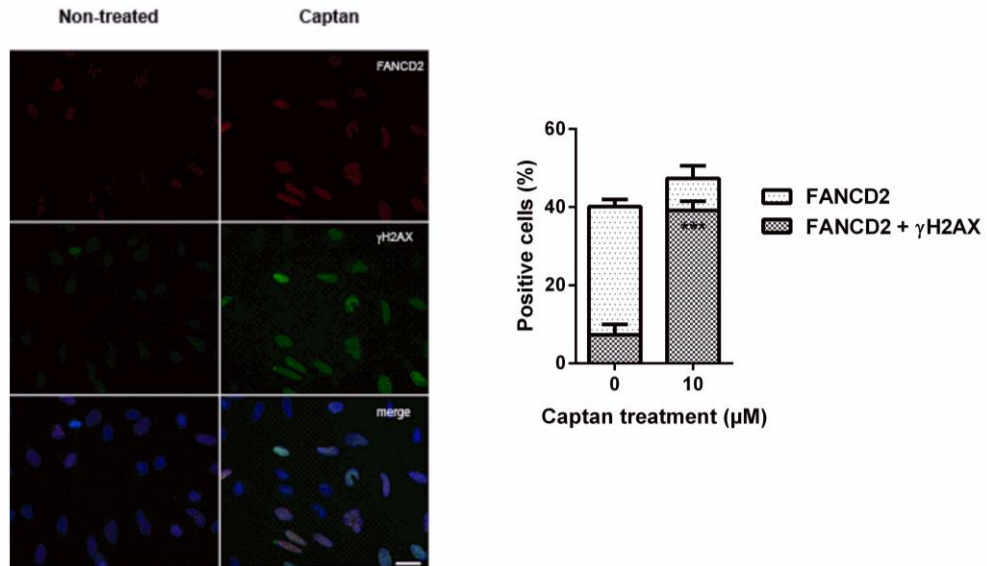 Non-treated Captan
FANCD2
γH2AX
merge
60
40
20
0
Positive cells (%)
***
0 10
Captan treatment (µM)
FANCD2
FANCD2 + γH2AX